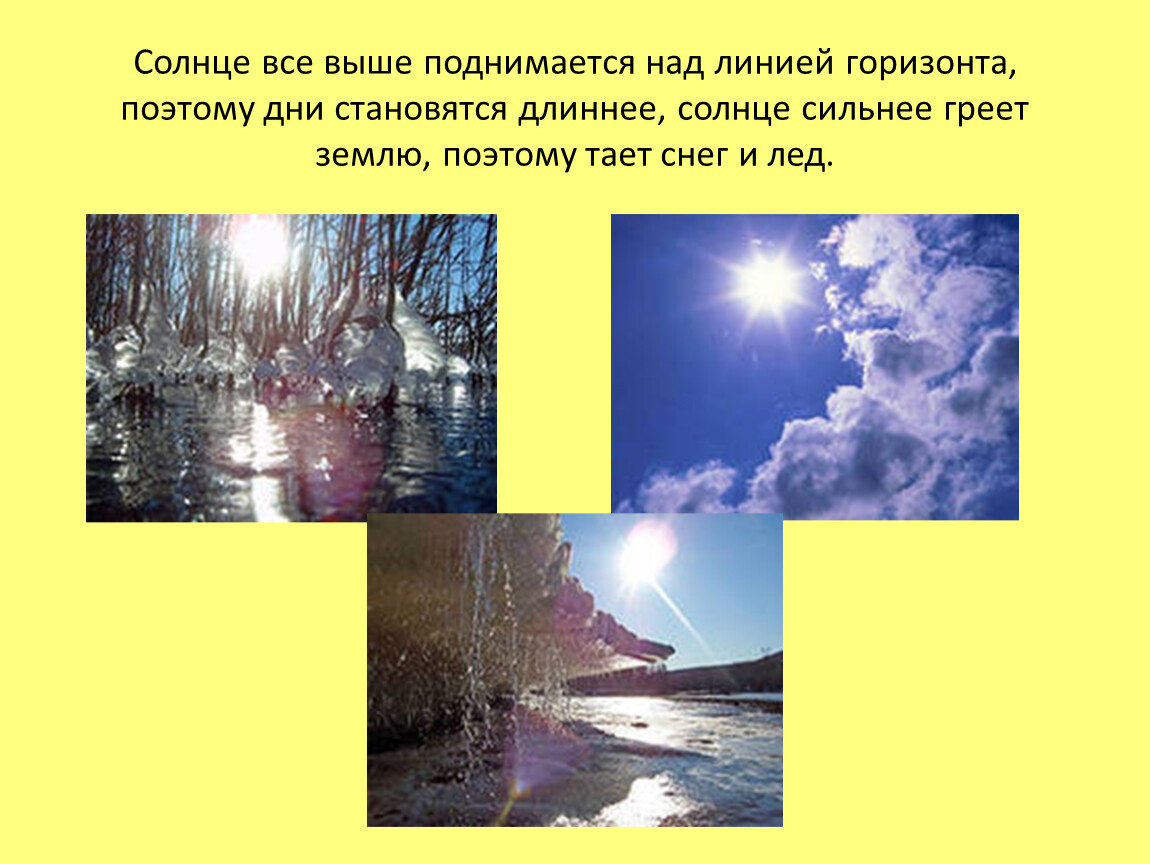 Солнце все выше поднимается над линией горизонта,
поэтому дни становятся длиннее, солнце сильнее греет
землю, поэтому тает снег и лед.